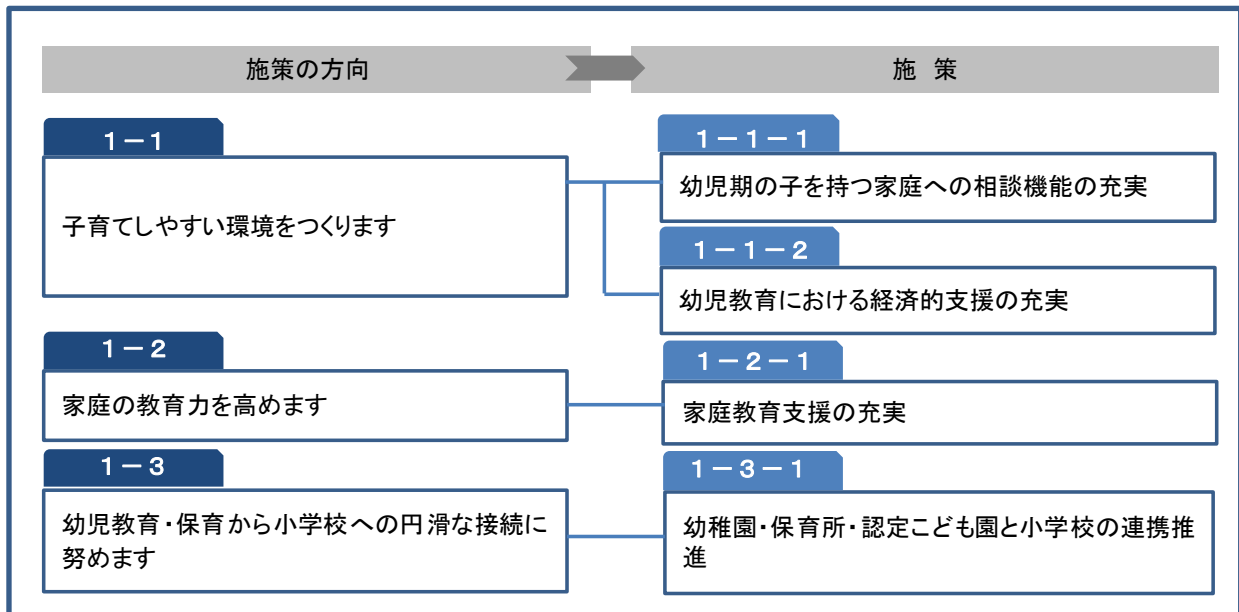 施策の方向
施 策
1-1
子育てしやすい環境をつくります
1-1-1
幼児期の子を持つ家庭への相談機能の充実
1-1-2
幼児教育における経済的支援の充実
1-2
家庭の教育力を高めます
1-2-1
家庭教育支援の充実
1-3
幼児教育・保育から小学校への円滑な接続に
努めます
1-3-1
幼稚園・保育所・認定こども園と小学校の連携推
進